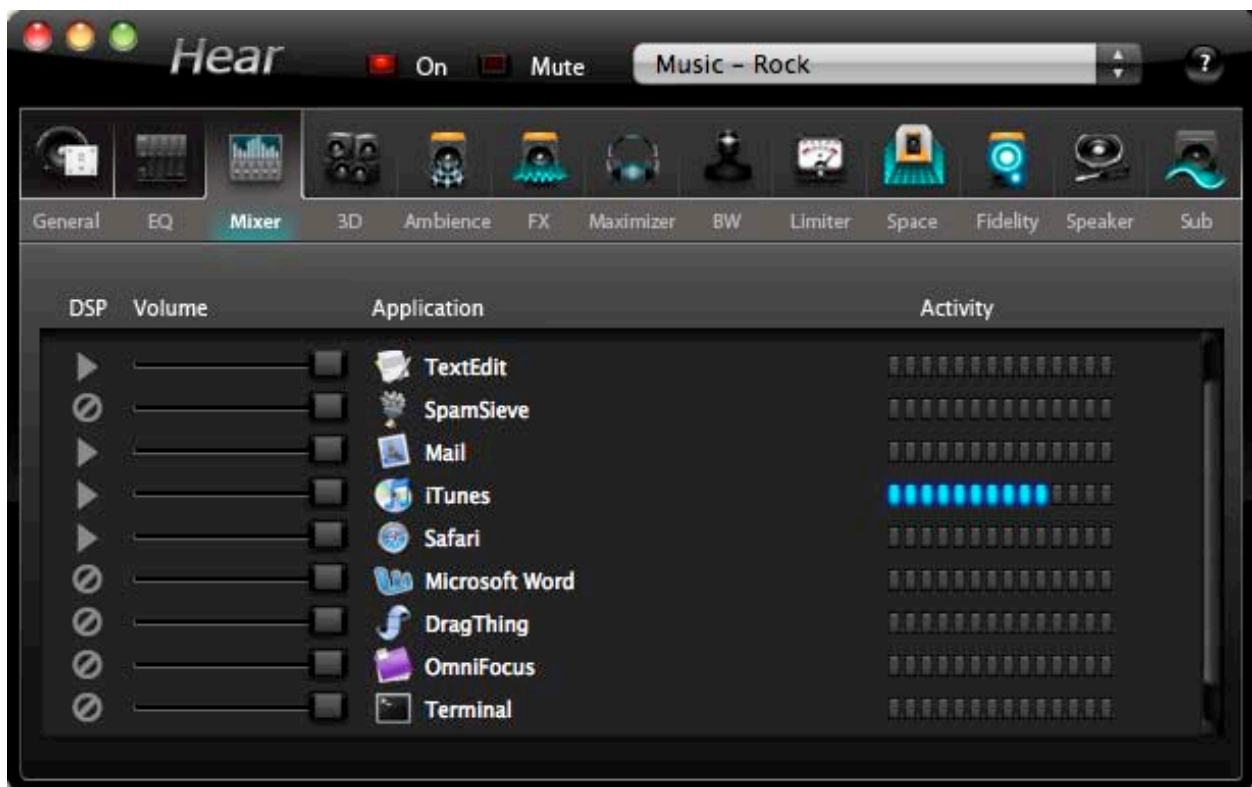 Hear On Mute Music – Rock ?
General EQ Mixer 3D Ambience FX Maximizer BW Limiter Space Fidelity Speaker Sub
DSP Volume Application Activity
TextEdit
SpamSieve
Mail
iTunes
Safari
Microsoft Word
DragThing
OmniFocus
Terminal